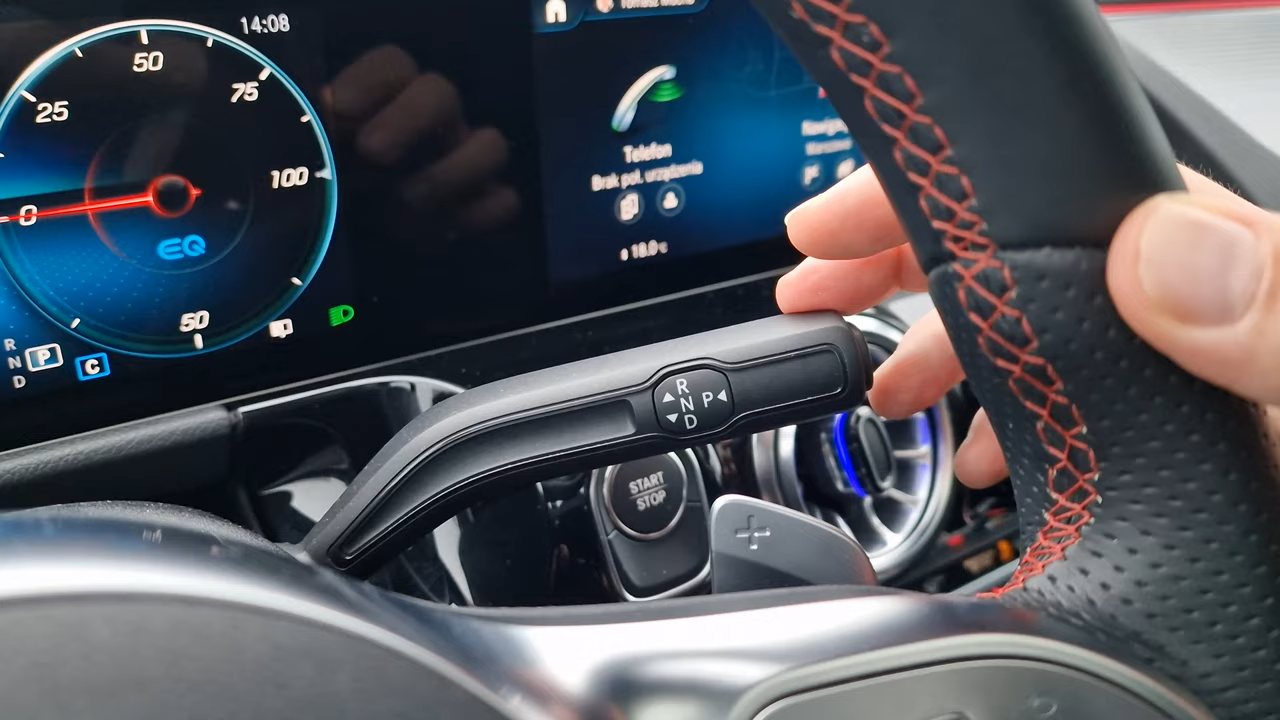 14:08
50
25
75
100
0
EQ
50
R
N
D
P
C
Telefon
Brak poł. urządzenia
18.0
R
N
D
P
START
STOP
+